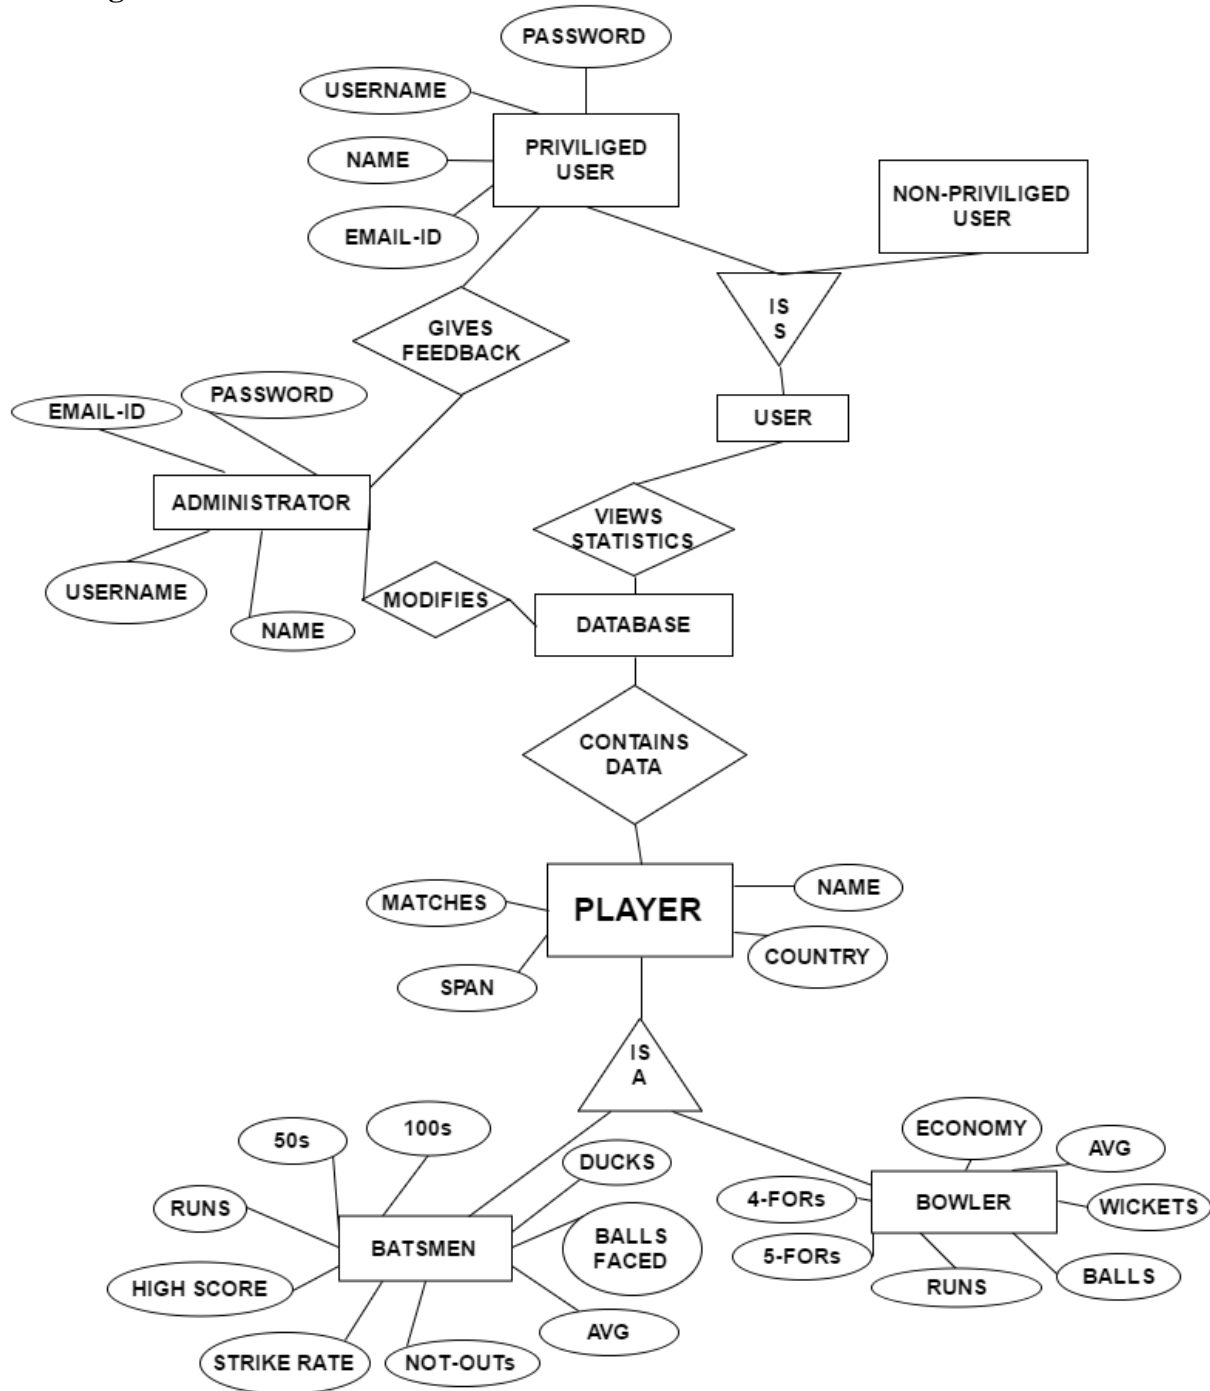 PASSWORD
USERNAME
PRIVILIGED
USER
NAME
NON-PRIVILIGED
USER
EMAIL-ID
IS
S
GIVES
FEEDBACK
PASSWORD
EMAIL-ID
USER
ADMINISTRATOR
VIEWS
STATISTICS
USERNAME
MODIFIES
NAME
DATABASE
CONTAINS
DATA
MATCHES
PLAYER
NAME
COUNTRY
SPAN
IS
A
50s
100s
ECONOMY
AVG
DUCKS
4-FORs
BOWLER
WICKETS
RUNS
BATSMEN
BALLS
FACED
5-FORs
HIGH SCORE
RUNS
BALLS
AVG
STRIKE RATE
NOT-OUTs